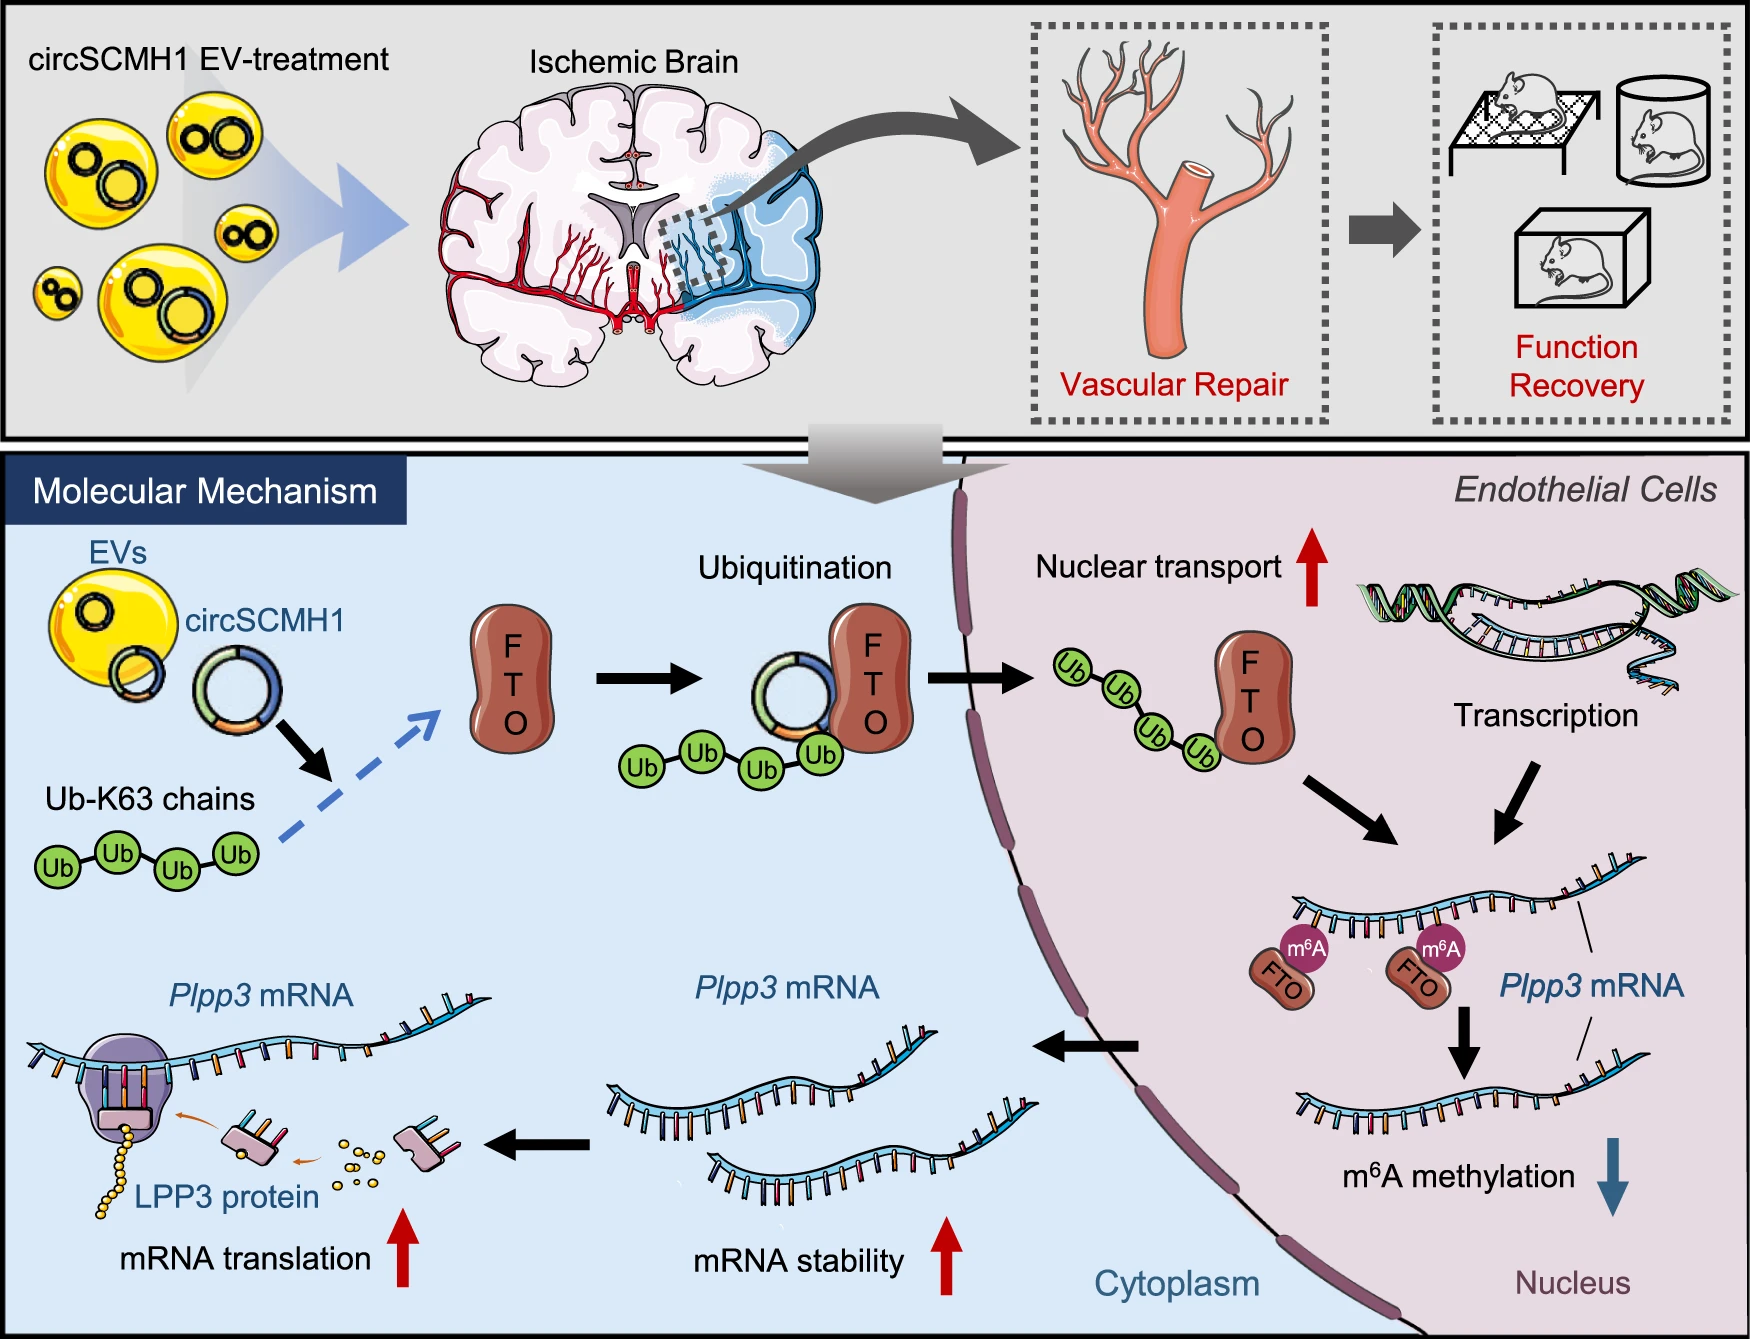 circSCMH1 EV-treatment
Ischemic Brain
Vascular Repair
Function
Recovery
Molecular Mechanism
Endothelial Cells
EVs
circSCMH1
Ub-K63 chains
Ub
Ub
Ub
Ub
F
T
O
Ubiquitination
F
T
O
Ub
Ub
Ub
Ub
Nuclear transport
Ub
Ub
Ub
Ub
F
T
O
Transcription
m⁶A
FTO
m⁶A
FTO
Plpp3 mRNA
m⁶A methylation
Nucleus
Plpp3 mRNA
mRNA stability
Cytoplasm
Plpp3 mRNA
LPP3 protein
mRNA translation